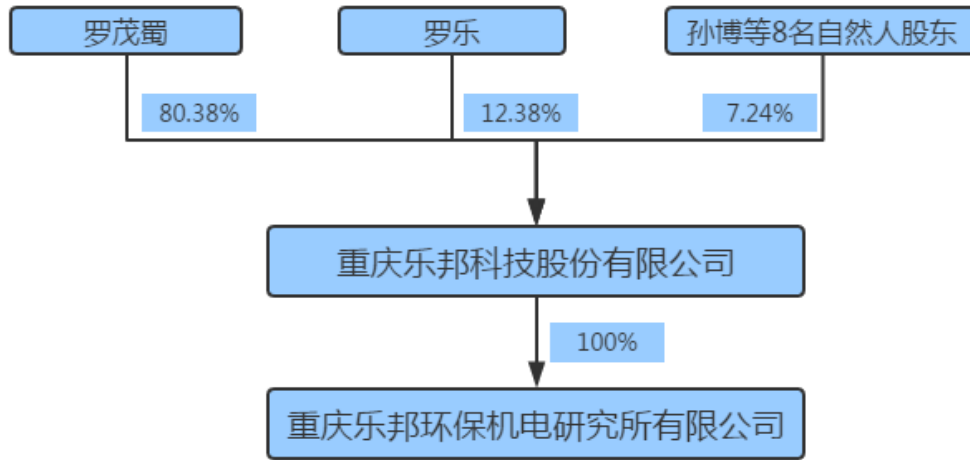 罗茂蜀
罗乐
孙博等8名自然人股东
80.38%
12.38%
7.24%
重庆乐邦科技股份有限公司
100%
重庆乐邦环保机电研究所有限公司